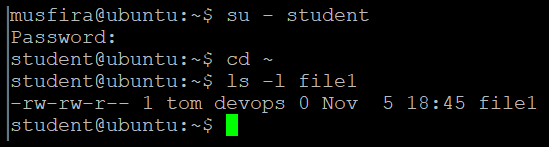 musfira@ubuntu:~$ su - student
Password:
student@ubuntu:~$ cd ~
student@ubuntu:~$ ls -l file1
-rw-rw-r-- 1 tom devops 0 Nov  5 18:45 file1
student@ubuntu:~$